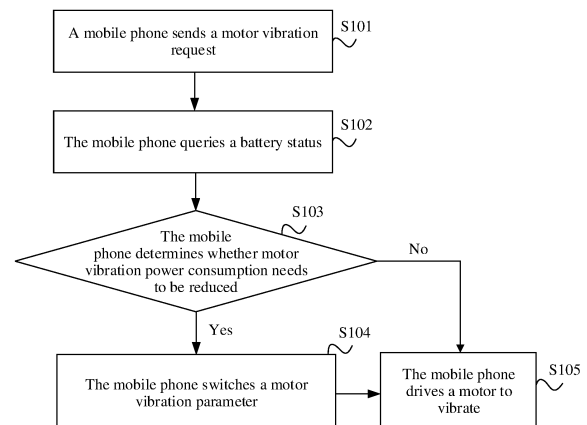 A mobile phone sends a motor vibration
request
S101
The mobile phone queries a battery status
S102
S103
The mobile
phone determines whether motor
vibration power consumption needs
to be reduced
No
Yes
S104
The mobile phone switches a motor
vibration parameter
The mobile phone
drives a motor to
vibrate
S105